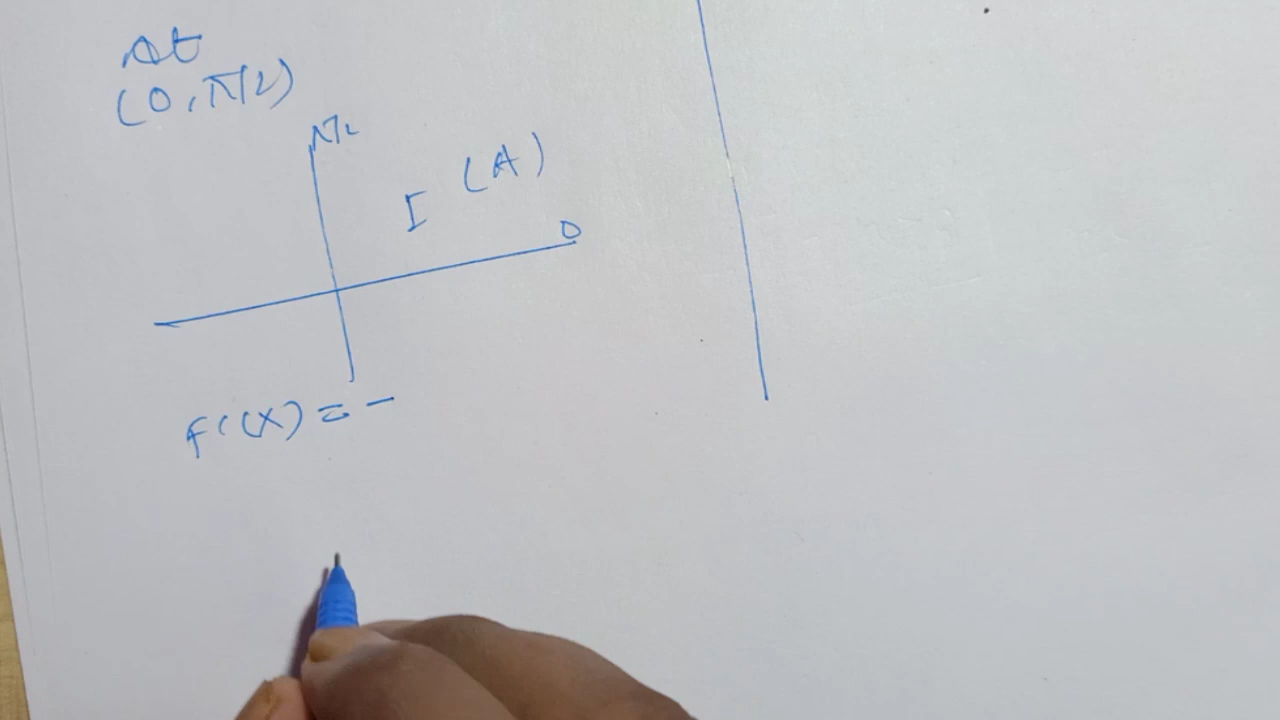 At
(0, π/2)
π/2
I (A)
0
f'(x) = -